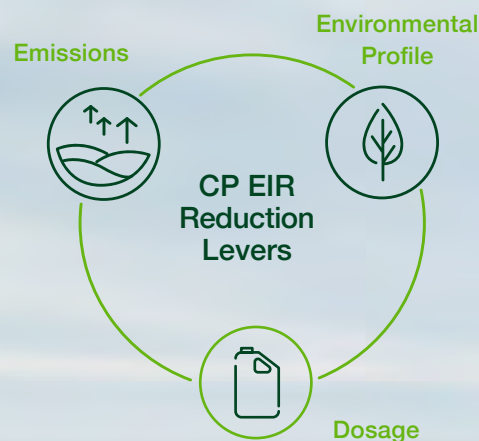 Environmental
Profile
Emissions
CP EIR
Reduction
Levers
Dosage